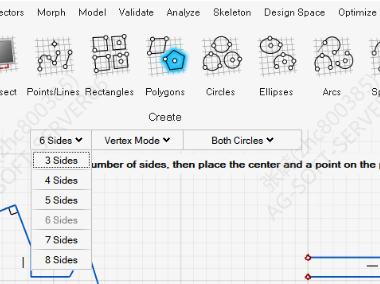 ectors Morph Model Validate Analyze Skeleton Design Space Optimize
sect Points/Lines Rectangles Polygons Circles Ellipses Arcs Sp
Create
6 Sides Vertex Mode Both Circles
umber of sides, then place the center and a point on the p
3 Sides
4 Sides
5 Sides
6 Sides
7 Sides
8 Sides